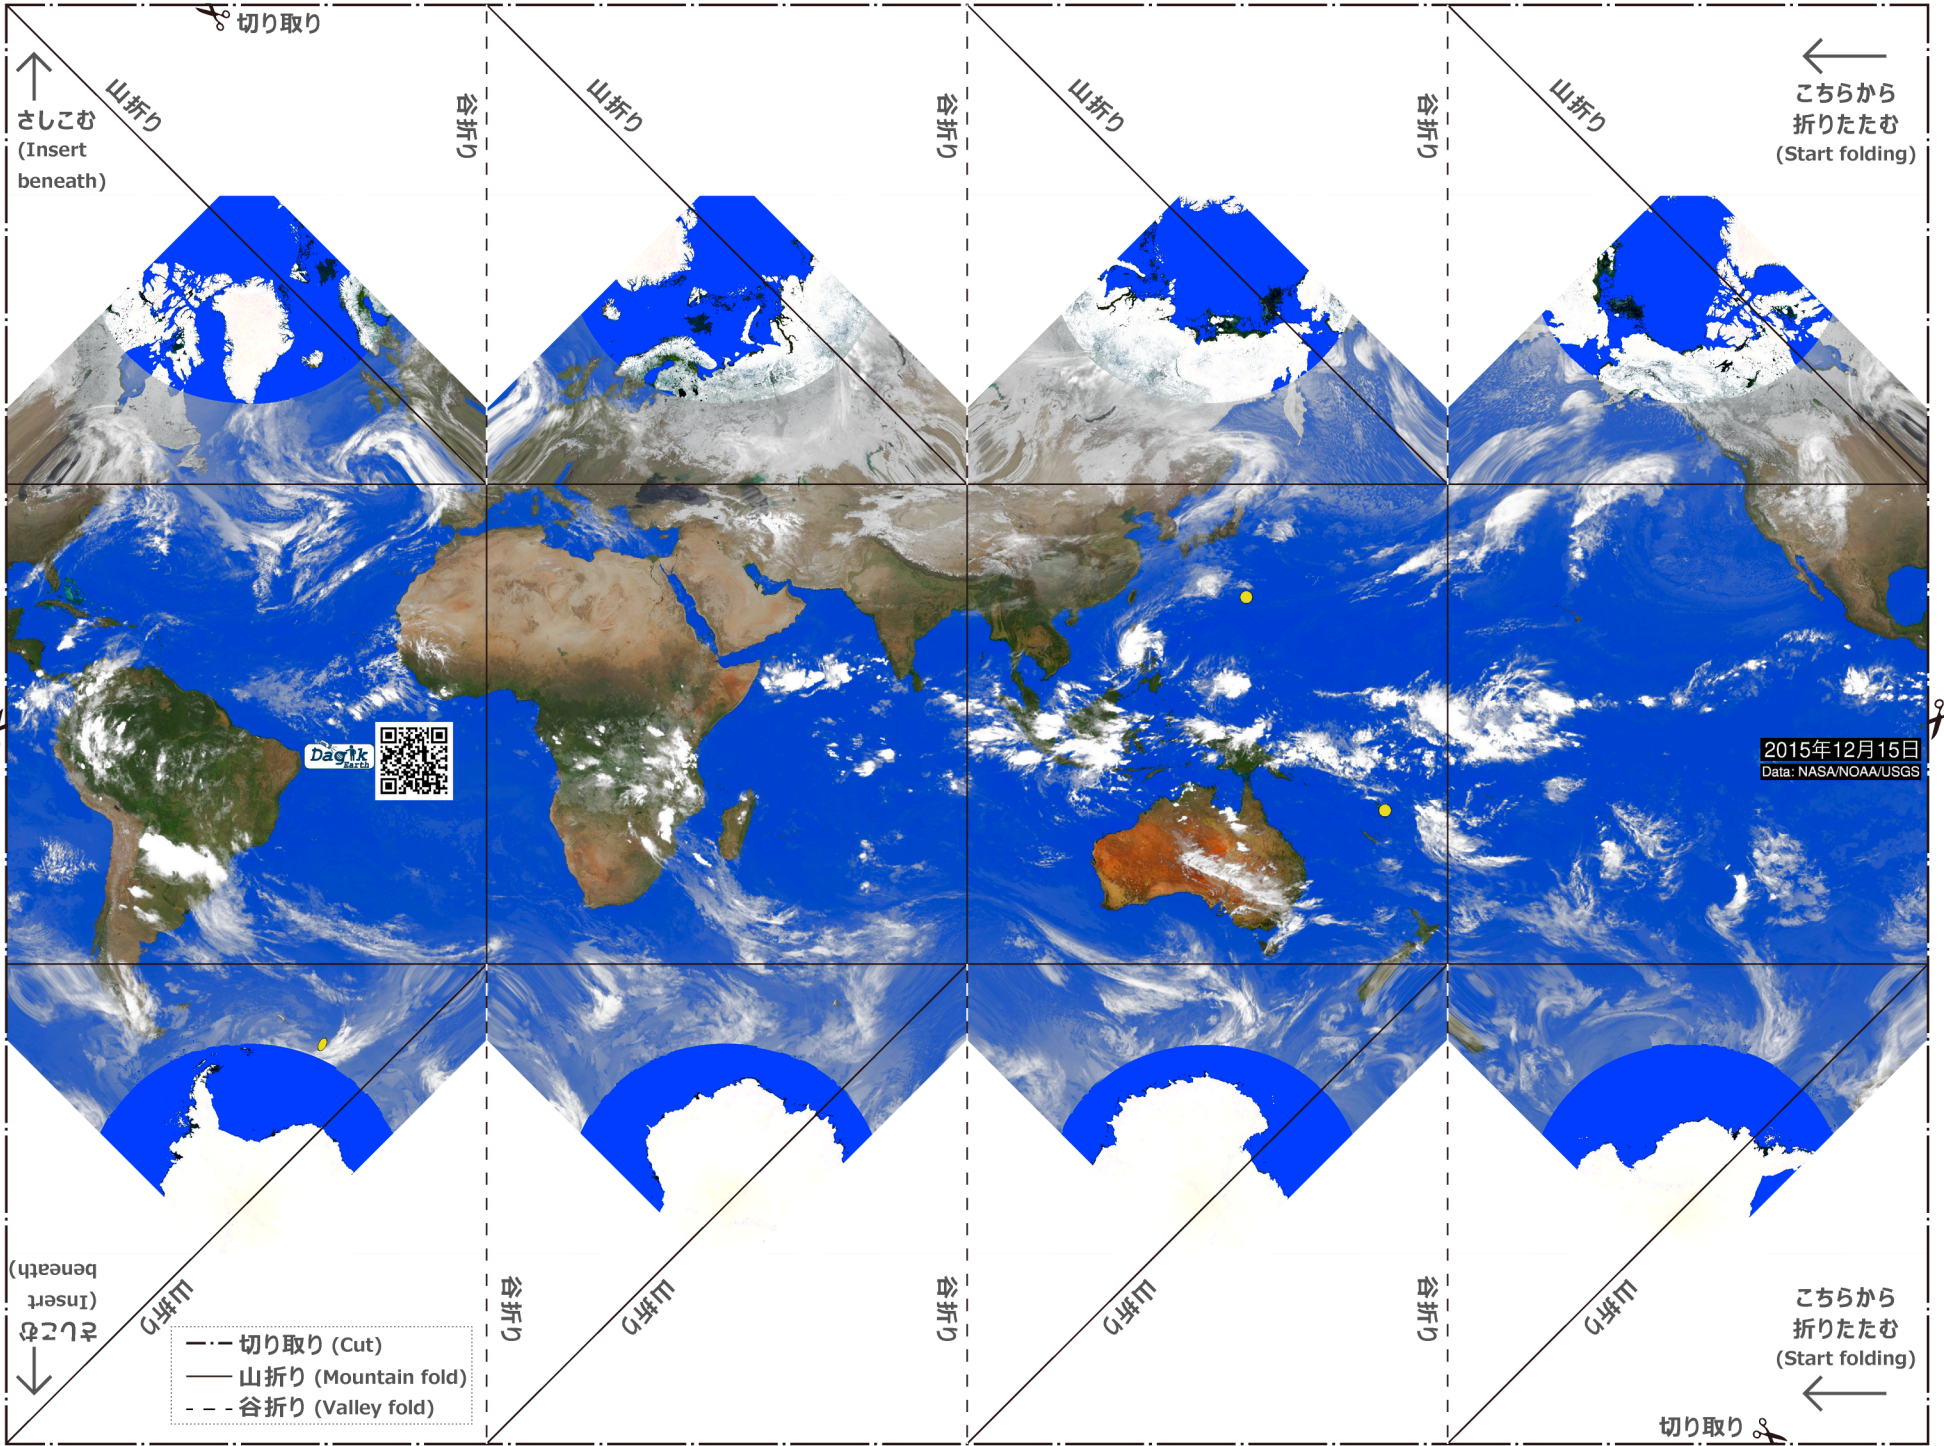 切り取り
山折り
谷折り
山折り
谷折り
山折り
谷折り
山折り
さしこむ
(Insert
beneath)
こちらから
折りたたむ
(Start folding)
Dagik
Earth
2015年12月15日
Data: NASA/NOAA/USGS
さしこむ
(Insert
beneath)
山折り
谷折り
山折り
谷折り
山折り
谷折り
山折り
こちらから
折りたたむ
(Start folding)
切り取り (Cut)
山折り (Mountain fold)
谷折り (Valley fold)
切り取り